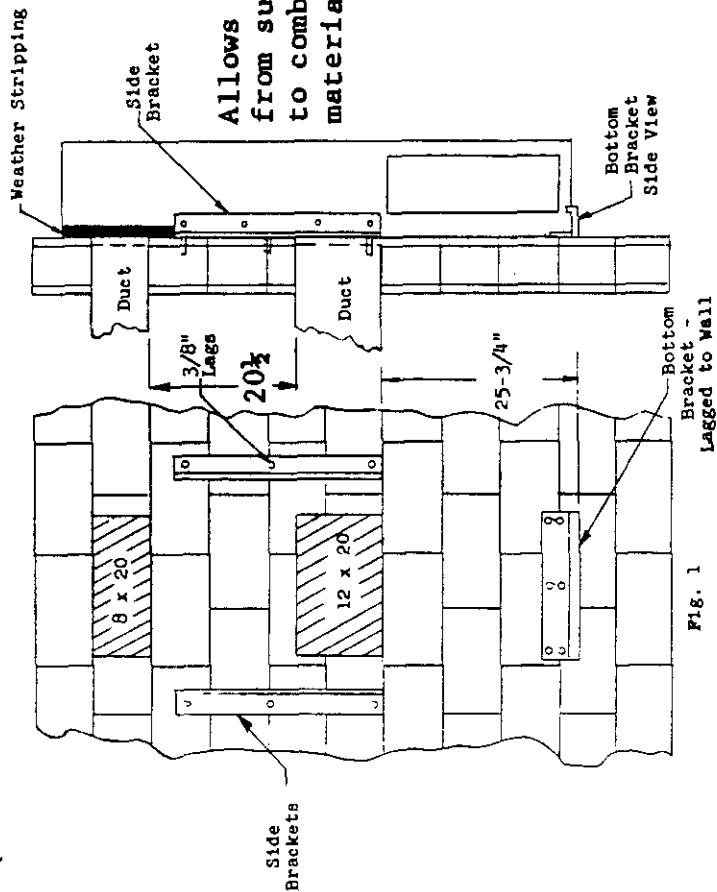 Weather Stripping
Side
Bracket
Allows
from su
to comb
materia
Duct
Duct
Bottom
Bracket
Side View
3/8"
Lags
20½
25-3/4"
Bottom
Bracket -
Lagged to Wall
8 x 20
12 x 20
Side
Brackets
Fig. 1